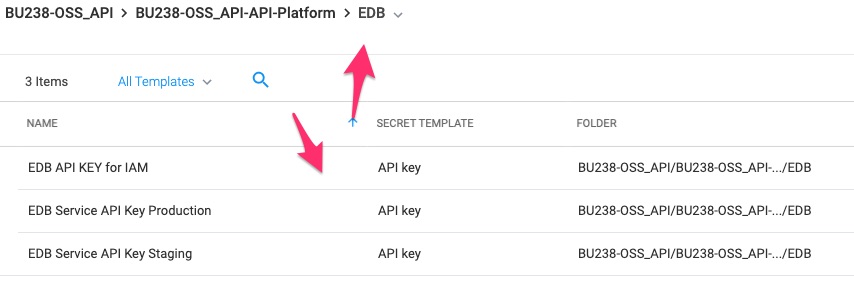 BU238-OSS_API > BU238-OSS_API-API-Platform > EDB
3 Items All Templates
NAME SECRET TEMPLATE FOLDER
EDB API KEY for IAM API key BU238-OSS_API/BU238-OSS_API-.../EDB
EDB Service API Key Production API key BU238-OSS_API/BU238-OSS_API-.../EDB
EDB Service API Key Staging API key BU238-OSS_API/BU238-OSS_API-.../EDB